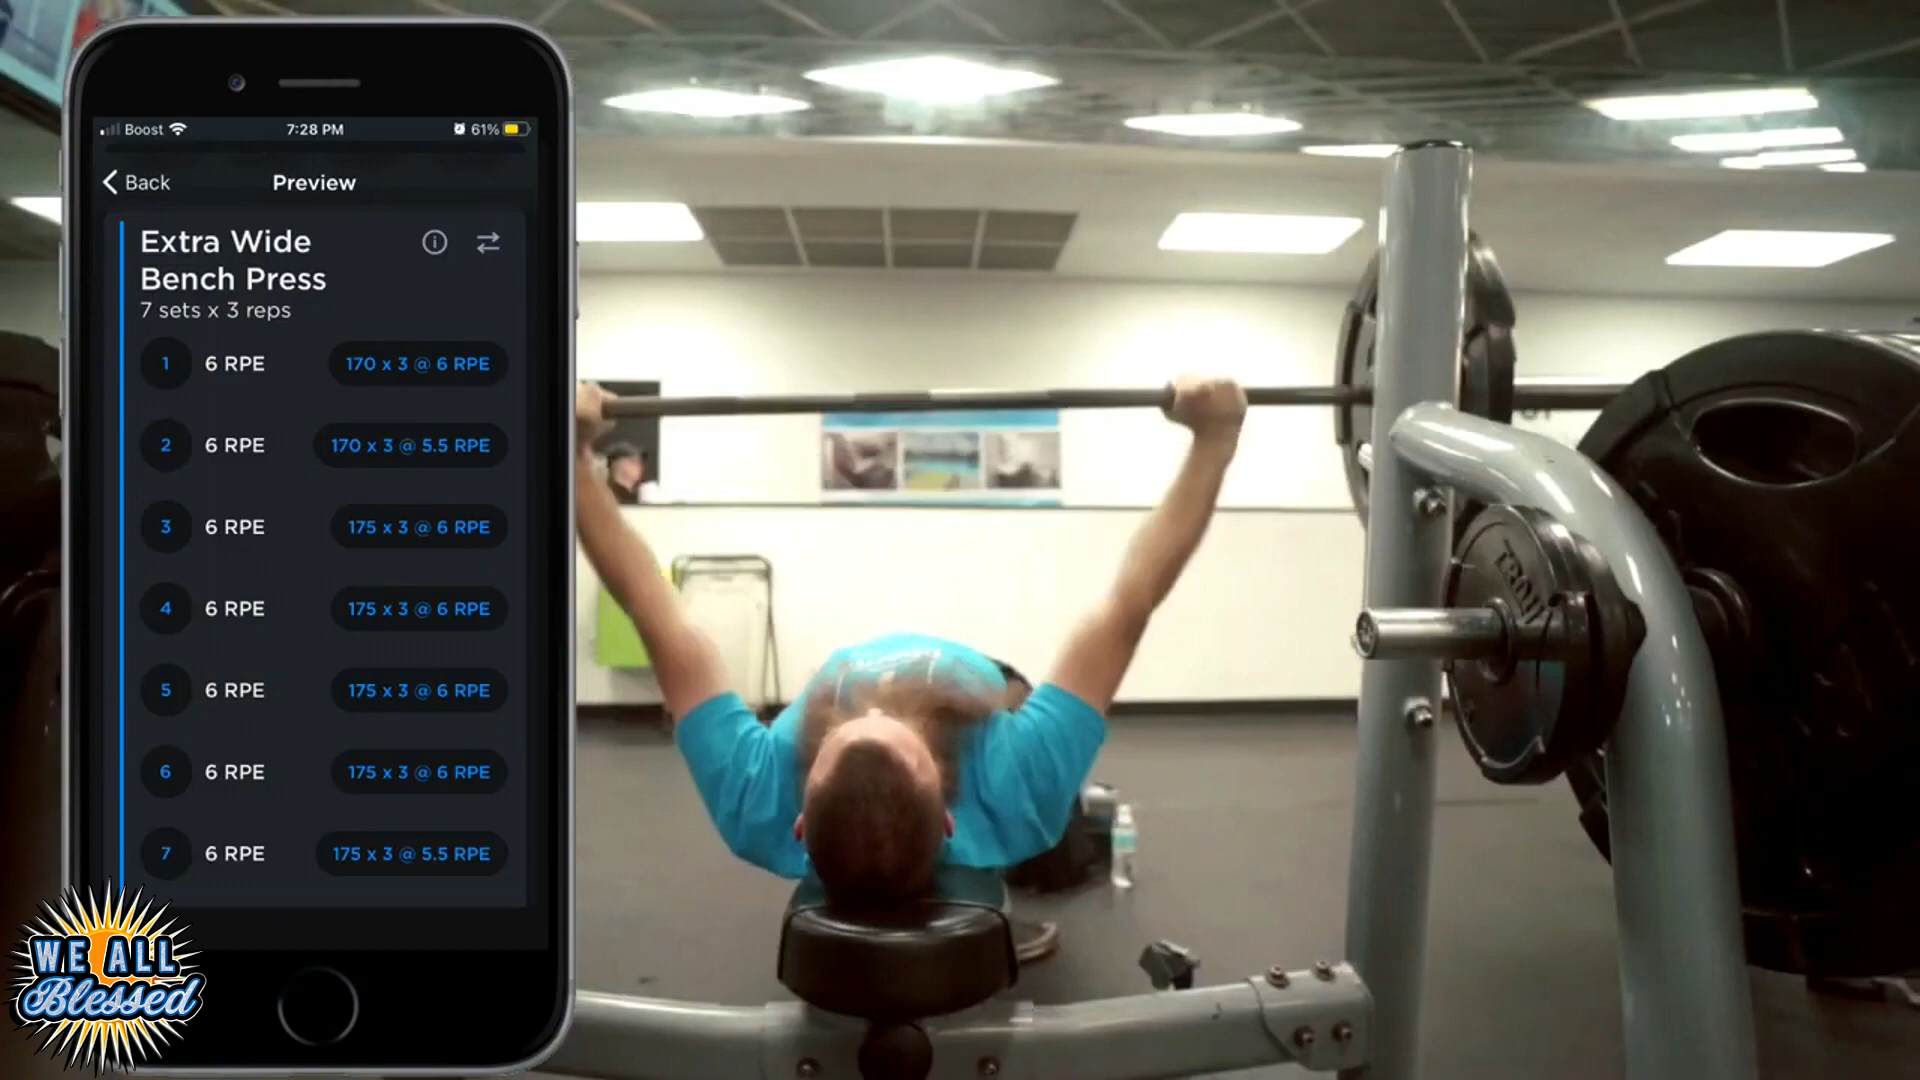 Boost 7:28 PM 61%
Back Preview
Extra Wide
Bench Press
7 sets x 3 reps
1 6 RPE 170 x 3 @ 6 RPE
2 6 RPE 170 x 3 @ 5.5 RPE
3 6 RPE 175 x 3 @ 6 RPE
4 6 RPE 175 x 3 @ 6 RPE
5 6 RPE 175 x 3 @ 6 RPE
6 6 RPE 175 x 3 @ 6 RPE
7 6 RPE 175 x 3 @ 5.5 RPE
WE ALL
Blessed